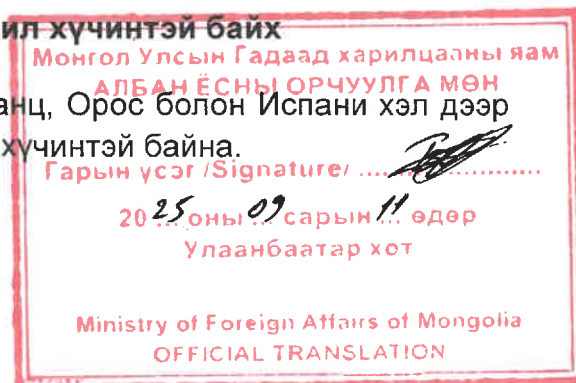 ил хүчинтэй байх
Монгол Улсын Гадаад харилцааны яам
АЛБАН ЁСНЫ ОРЧУУЛГА МӨН
анц, Орос болон Испани хэл дээр
хүчинтэй байна.
Гарын үсэг /Signature/ ......................
20 25 оны 09 сарын 11 өдөр
Улаанбаатар хот
Ministry of Foreign Affairs of Mongolia
OFFICIAL TRANSLATION